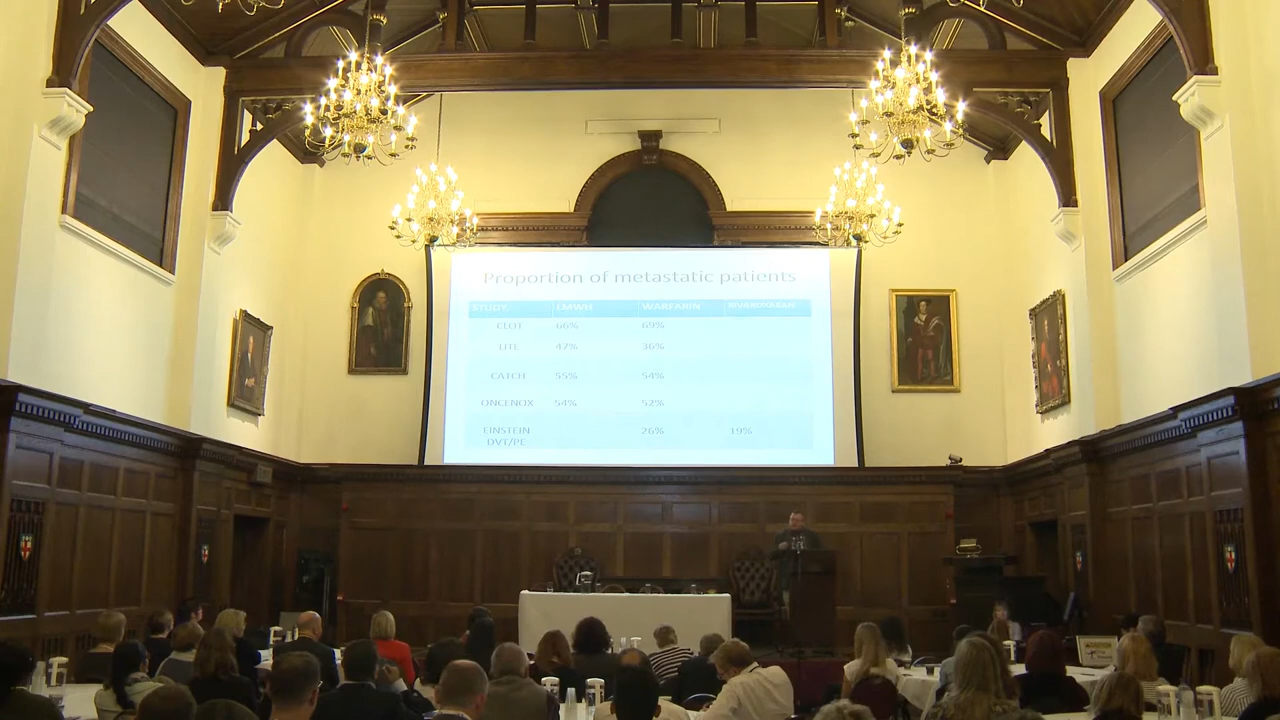 Proportion of metastatic patients
STUDY LMWH WARFARIN RIVAROXABAN
CLOT 66% 69%
LITE 47% 36%
CATCH 55% 54%
ONCENOX 54% 52%
EINSTEIN 26% 19%
DVT/PE